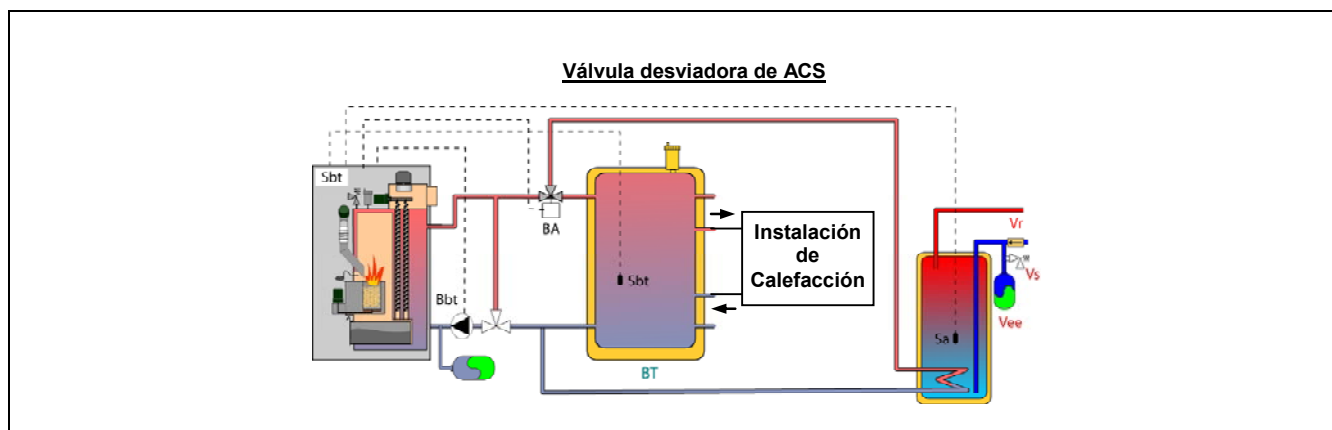 Válvula desviadora de ACS
Sbt
BA
Bbt
Sbt
Instalación
de
Calefacción
BT
Vr
Vs
Vee
Sa